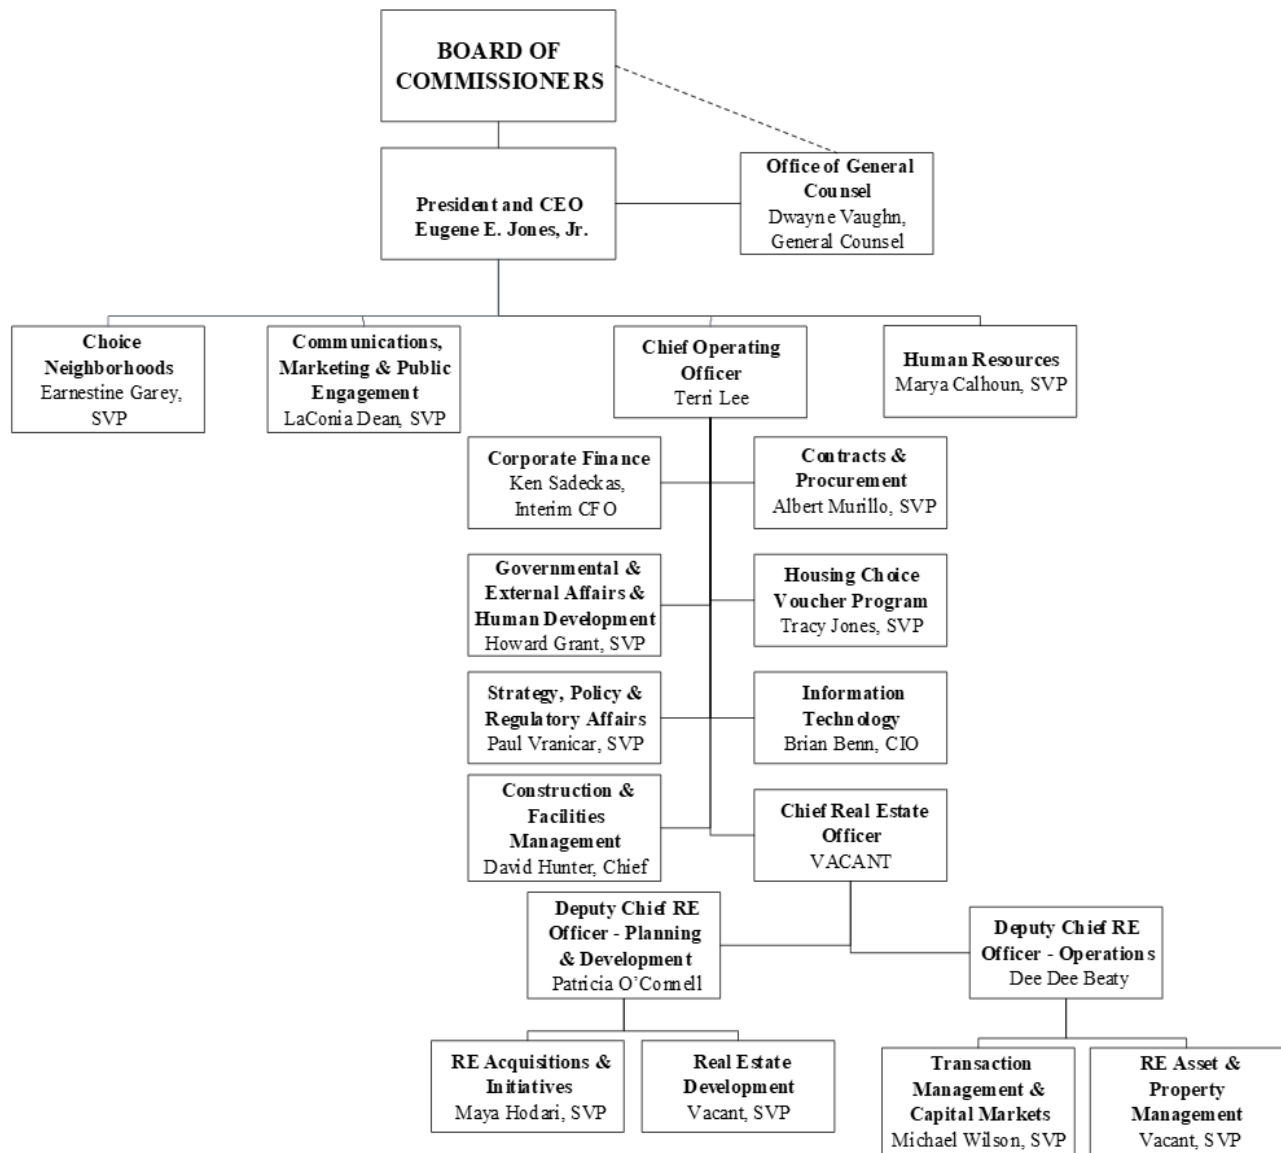 BOARD OF
COMMISSIONERS
Office of General
Counsel
Dwayne Vaughn,
General Counsel
President and CEO
Eugene E. Jones, Jr.
Choice
Neighborhoods
Earnestine Garey,
SVP
Communications,
Marketing & Public
Engagement
LaConia Dean, SVP
Chief Operating
Officer
Terri Lee
Human Resources
Marya Calhoun, SVP
Corporate Finance
Ken Sadeckas,
Interim CFO
Contracts &
Procurement
Albert Murillo, SVP
Governmental &
External Affairs &
Human Development
Howard Grant, SVP
Housing Choice
Voucher Program
Tracy Jones, SVP
Strategy, Policy &
Regulatory Affairs
Paul Vranicar, SVP
Information
Technology
Brian Benn, CIO
Construction &
Facilities
Management
David Hunter, Chief
Chief Real Estate
Officer
VACANT
Deputy Chief RE
Officer - Planning
& Development
Patricia O’Connell
Deputy Chief RE
Officer - Operations
Dee Dee Beaty
RE Acquisitions &
Initiatives
Maya Hodari, SVP
Real Estate
Development
Vacant, SVP
Transaction
Management &
Capital Markets
Michael Wilson, SVP
RE Asset &
Property
Management
Vacant, SVP